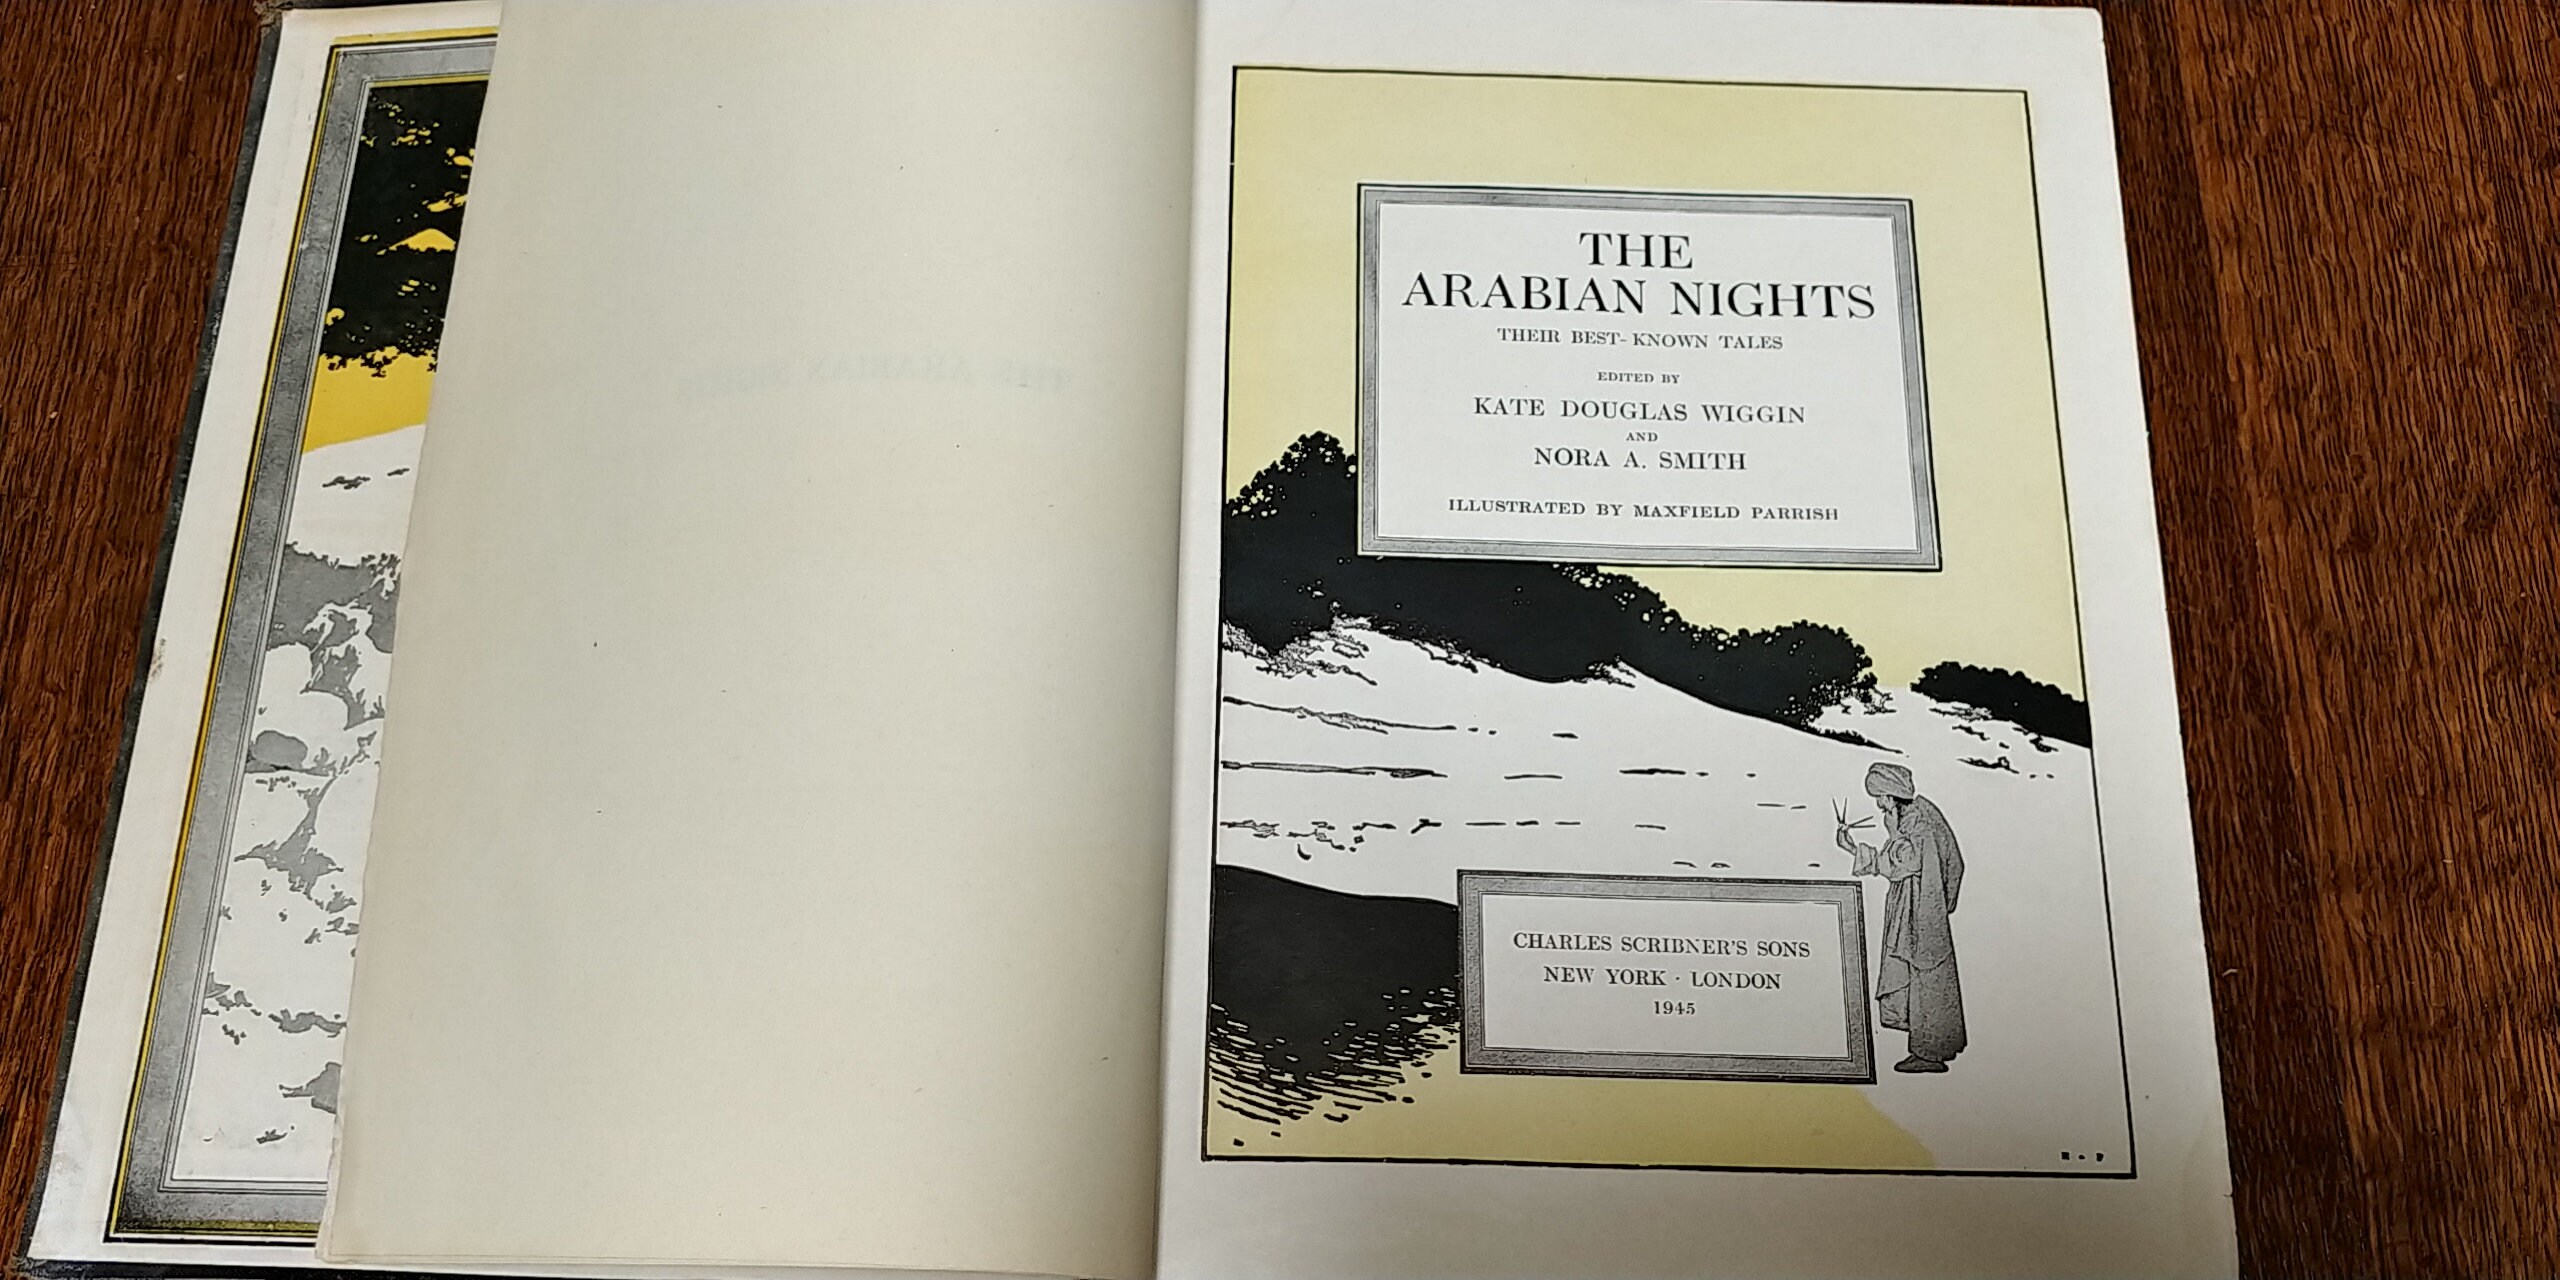 THE
ARABIAN NIGHTS
THEIR BEST-KNOWN TALES
EDITED BY
KATE DOUGLAS WIGGIN
AND
NORA A. SMITH
ILLUSTRATED BY MAXFIELD PARRISH
CHARLES SCRIBNER'S SONS
NEW YORK · LONDON
1945